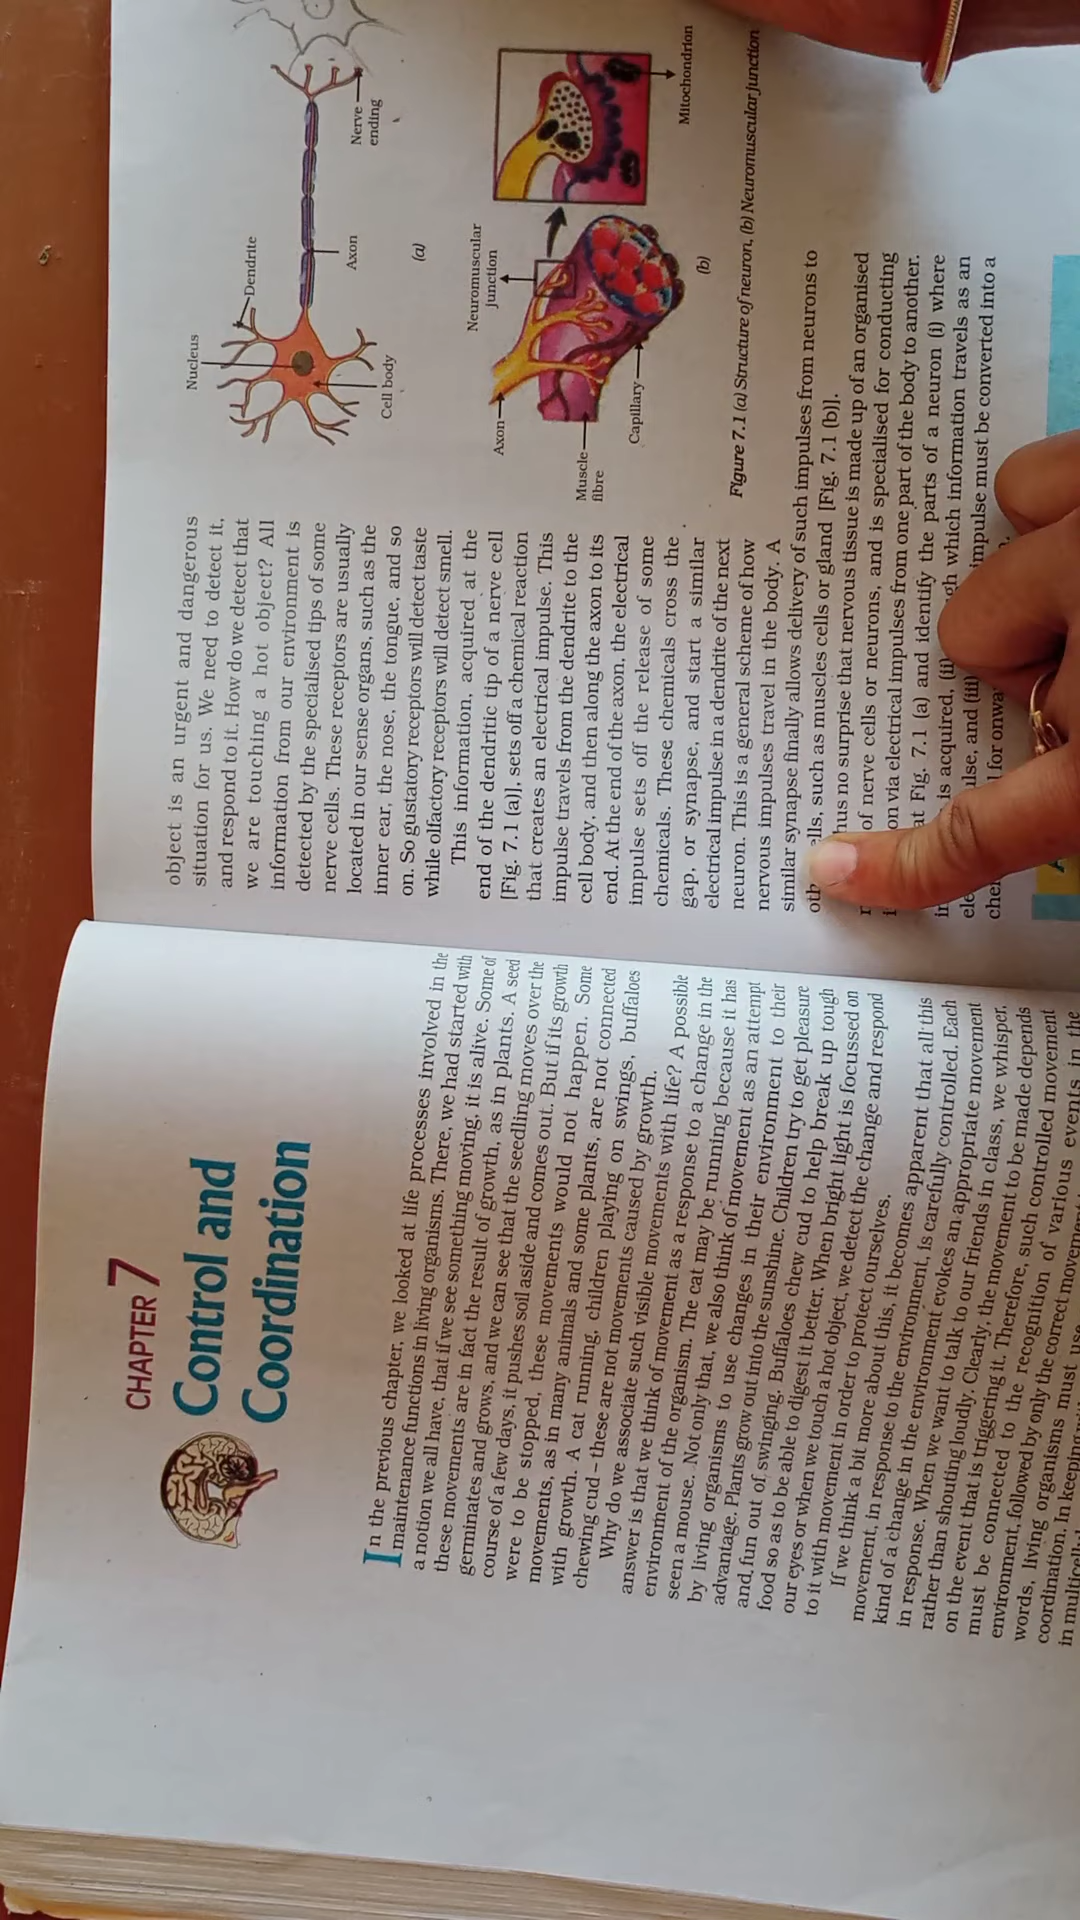 CHAPTER 7
Control and
Coordination
In the previous chapter, we looked at life processes involved in the
maintenance functions in living organisms. There, we had started with
a notion we all have, that if we see something moving, it is alive. Some of
these movements are in fact the result of growth, as in plants. A seed
germinates and grows, and we can see that the seedling moves over the
course of a few days, it pushes soil aside and comes out. But if its growth
were to be stopped, these movements would not happen. Some
movements, as in many animals and some plants, are not connected
with growth. A cat running, children playing on swings, buffaloes
chewing cud – these are not movements caused by growth.
Why do we associate such visible movements with life? A possible
answer is that we think of movement as a response to a change in the
environment of the organism. The cat may be running because it has
seen a mouse. Not only that, we also think of movement as an attempt
by living organisms to use changes in their environment to their
advantage. Plants grow out into the sunshine. Children try to get pleasure
and fun out of swinging. Buffaloes chew cud to help break up tough
food so as to be able to digest it better. When bright light is focussed on
our eyes or when we touch a hot object, we detect the change and respond
to it with movement in order to protect ourselves.
If we think a bit more about this, it becomes apparent that all this
movement, in response to the environment, is carefully controlled. Each
kind of a change in the environment evokes an appropriate movement
in response. When we want to talk to our friends in class, we whisper,
rather than shouting loudly. Clearly, the movement to be made depends
on the event that is triggering it. Therefore, such controlled movement
must be connected to the recognition of various events in the
environment, followed by only the correct movement
words, living organisms must use
coordination. In keeping
in multicell
object is an urgent and dangerous
situation for us. We need to detect it,
and respond to it. How do we detect that
we are touching a hot object? All
information from our environment is
detected by the specialised tips of some
nerve cells. These receptors are usually
located in our sense organs, such as the
inner ear, the nose, the tongue, and so
on. So gustatory receptors will detect taste
while olfactory receptors will detect smell.
This information, acquired at the
end of the dendritic tip of a nerve cell
[Fig. 7.1 (a)], sets off a chemical reaction
that creates an electrical impulse. This
impulse travels from the dendrite to the
cell body, and then along the axon to its
end. At the end of the axon, the electrical
impulse sets off the release of some
chemicals. These chemicals cross the
gap, or synapse, and start a similar
electrical impulse in a dendrite of the next
neuron. This is a general scheme of how
nervous impulses travel in the body. A
similar synapse finally allows delivery of such impulses from neurons to
ells, such as muscles cells or gland [Fig. 7.1 (b)].
hus no surprise that nervous tissue is made up of an organised
of nerve cells or neurons, and is specialised for conducting
on via electrical impulses from one part of the body to another.
at Fig. 7.1 (a) and identify the parts of a neuron (i) where
is acquired, (ii) gh which information travels as an
ele ulse, and (iii) impulse must be converted into a
che l for onwa
Nucleus
Dendrite
Axon
Nerve
ending
Cell body
(a)
Neuromuscular
junction
Axon
Muscle
fibre
Capillary
Mitochondrion
(b)
Figure 7.1 (a) Structure of neuron, (b) Neuromuscular junction